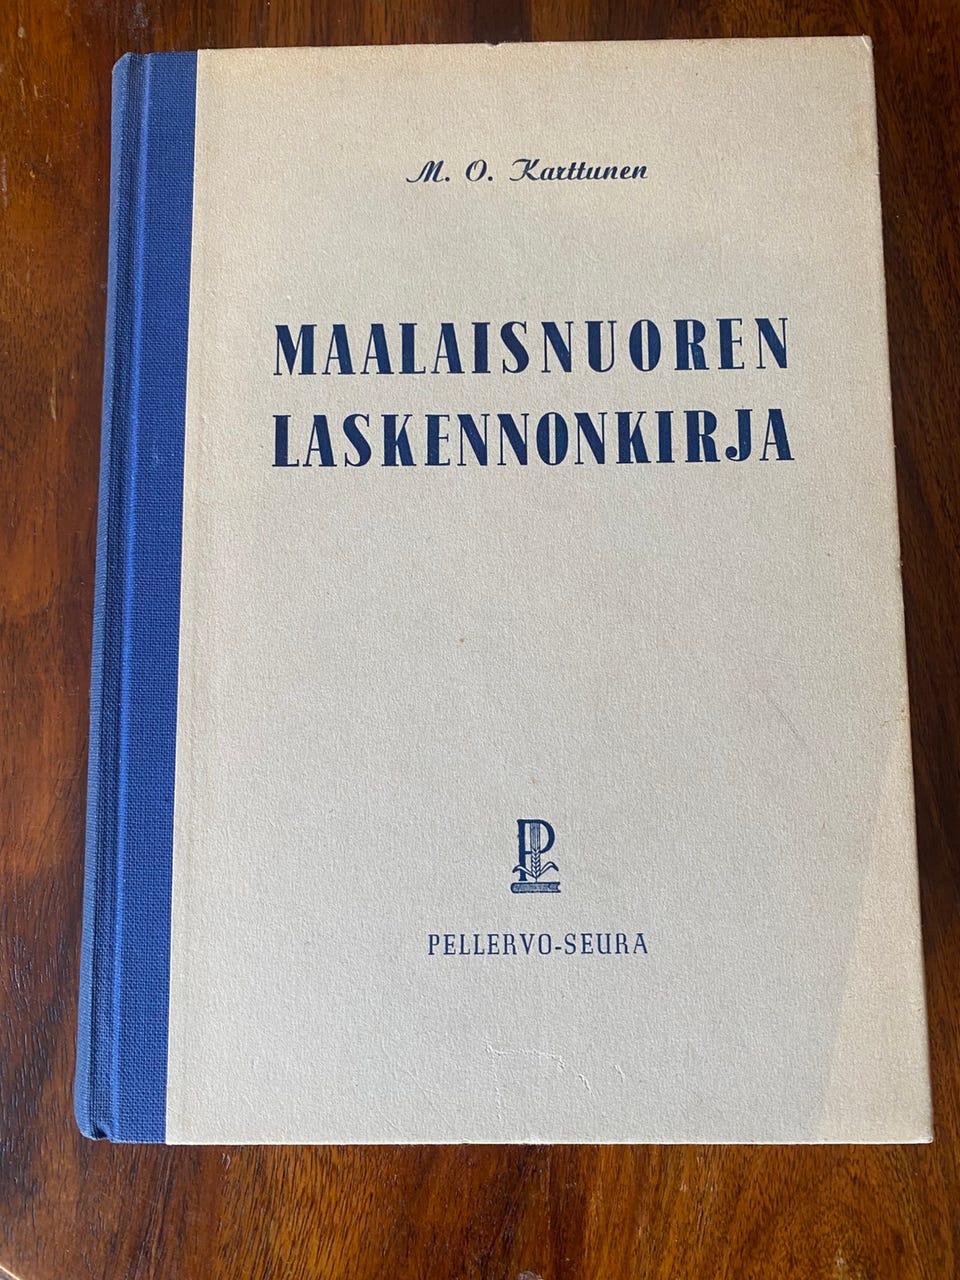 M. O. Karttunen
MAALAISNUOREN
LASKENNONKIRJA
P
PELLERVO-SEURA